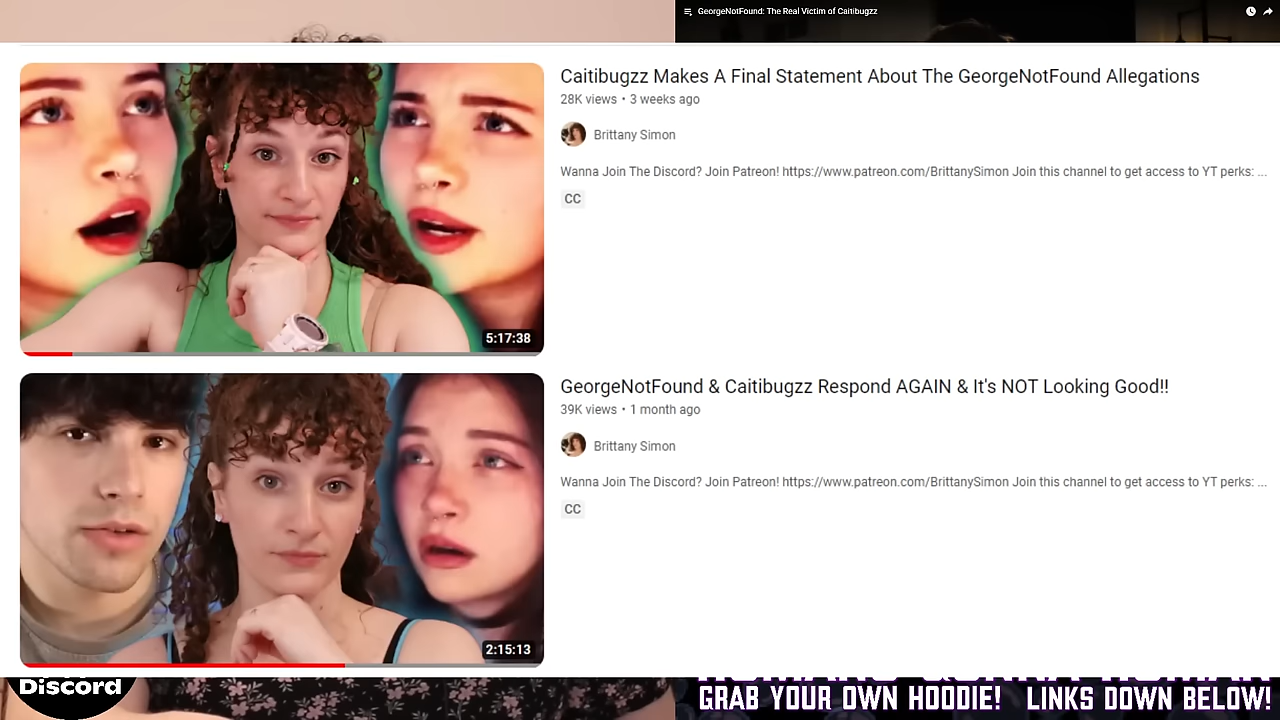 GeorgeNotFound: The Real Victim of Caitibugzz
Caitibugzz Makes A Final Statement About The GeorgeNotFound Allegations
28K views • 3 weeks ago
Brittany Simon
Wanna Join The Discord? Join Patreon! https://www.patreon.com/BrittanySimon Join this channel to get access to YT perks: ...
CC
5:17:38
GeorgeNotFound & Caitibugzz Respond AGAIN & It's NOT Looking Good!!
39K views • 1 month ago
Brittany Simon
Wanna Join The Discord? Join Patreon! https://www.patreon.com/BrittanySimon Join this channel to get access to YT perks: ...
CC
2:15:13
Discord
GRAB YOUR OWN HOODIE! LINKS DOWN BELOW!